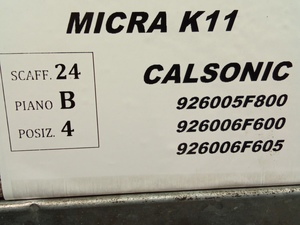 MICRA K11
SCAFF. 24
PIANO B
POSIZ. 4
CALSONIC
926005F800
926006F600
926006F605